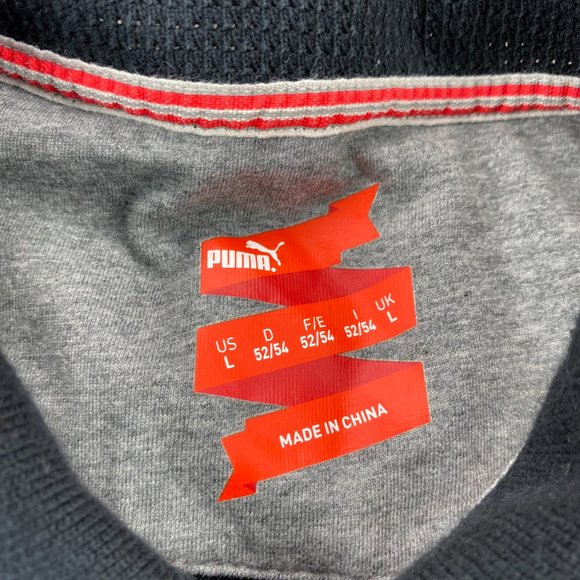 PUMA.
US D F/E I UK
L 52/54 52/54 52/54 L
MADE IN CHINA